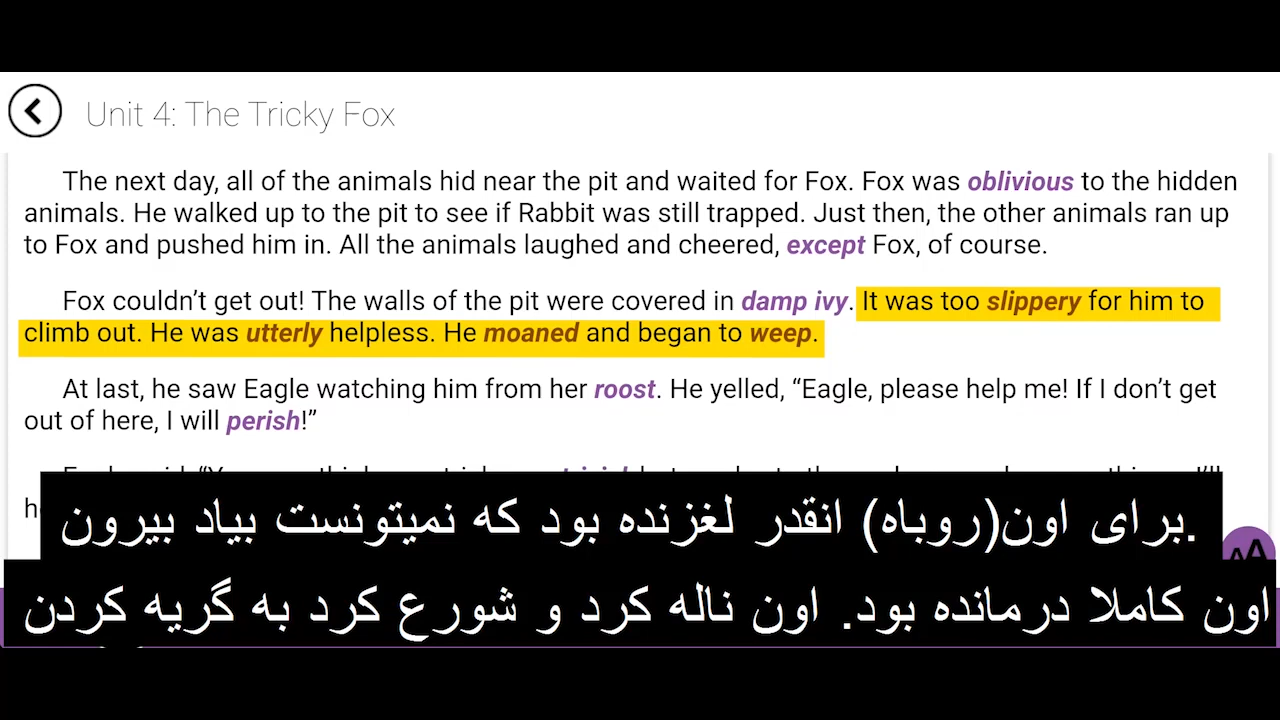 Unit 4: The Tricky Fox
The next day, all of the animals hid near the pit and waited for Fox. Fox was oblivious to the hidden
animals. He walked up to the pit to see if Rabbit was still trapped. Just then, the other animals ran up
to Fox and pushed him in. All the animals laughed and cheered, except Fox, of course.
Fox couldn’t get out! The walls of the pit were covered in damp ivy. It was too slippery for him to
climb out. He was utterly helpless. He moaned and began to weep.
At last, he saw Eagle watching him from her roost. He yelled, “Eagle, please help me! If I don’t get
out of here, I will perish!”
برای اون(روباه) انقدر لغزنده بود که نمیتونست بیاد بیرون.
اون کاملا درمانده بود. اون ناله کرد و شورع کرد به گریه کردن
AA